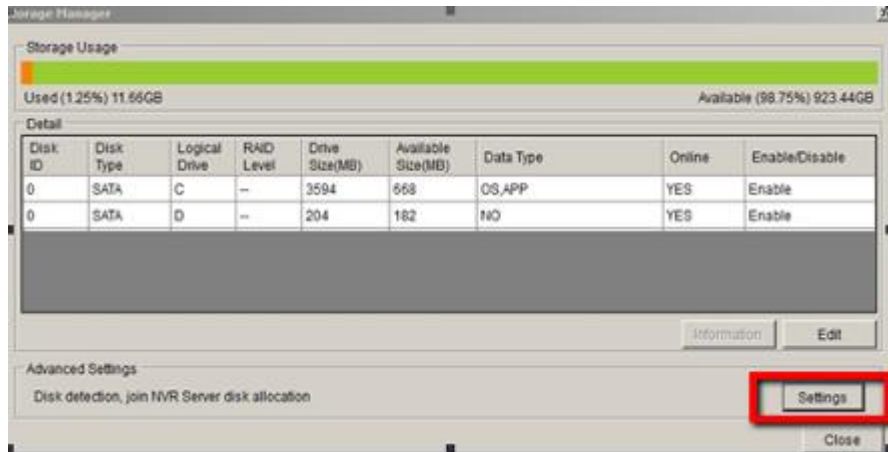 Storage Manager
Storage Usage
Used (1.25%) 11.66GB Available (98.75%) 923.44GB
Detail
Disk ID Disk Type Logical Drive RAID Level Drive Size(MB) Available Size(MB) Data Type Online Enable/Disable
0 SATA C -- 3594 668 OS,APP YES Enable
0 SATA D -- 204 182 NO YES Enable
Information Edit
Advanced Settings
Disk detection, join NVR Server disk allocation Settings
Close